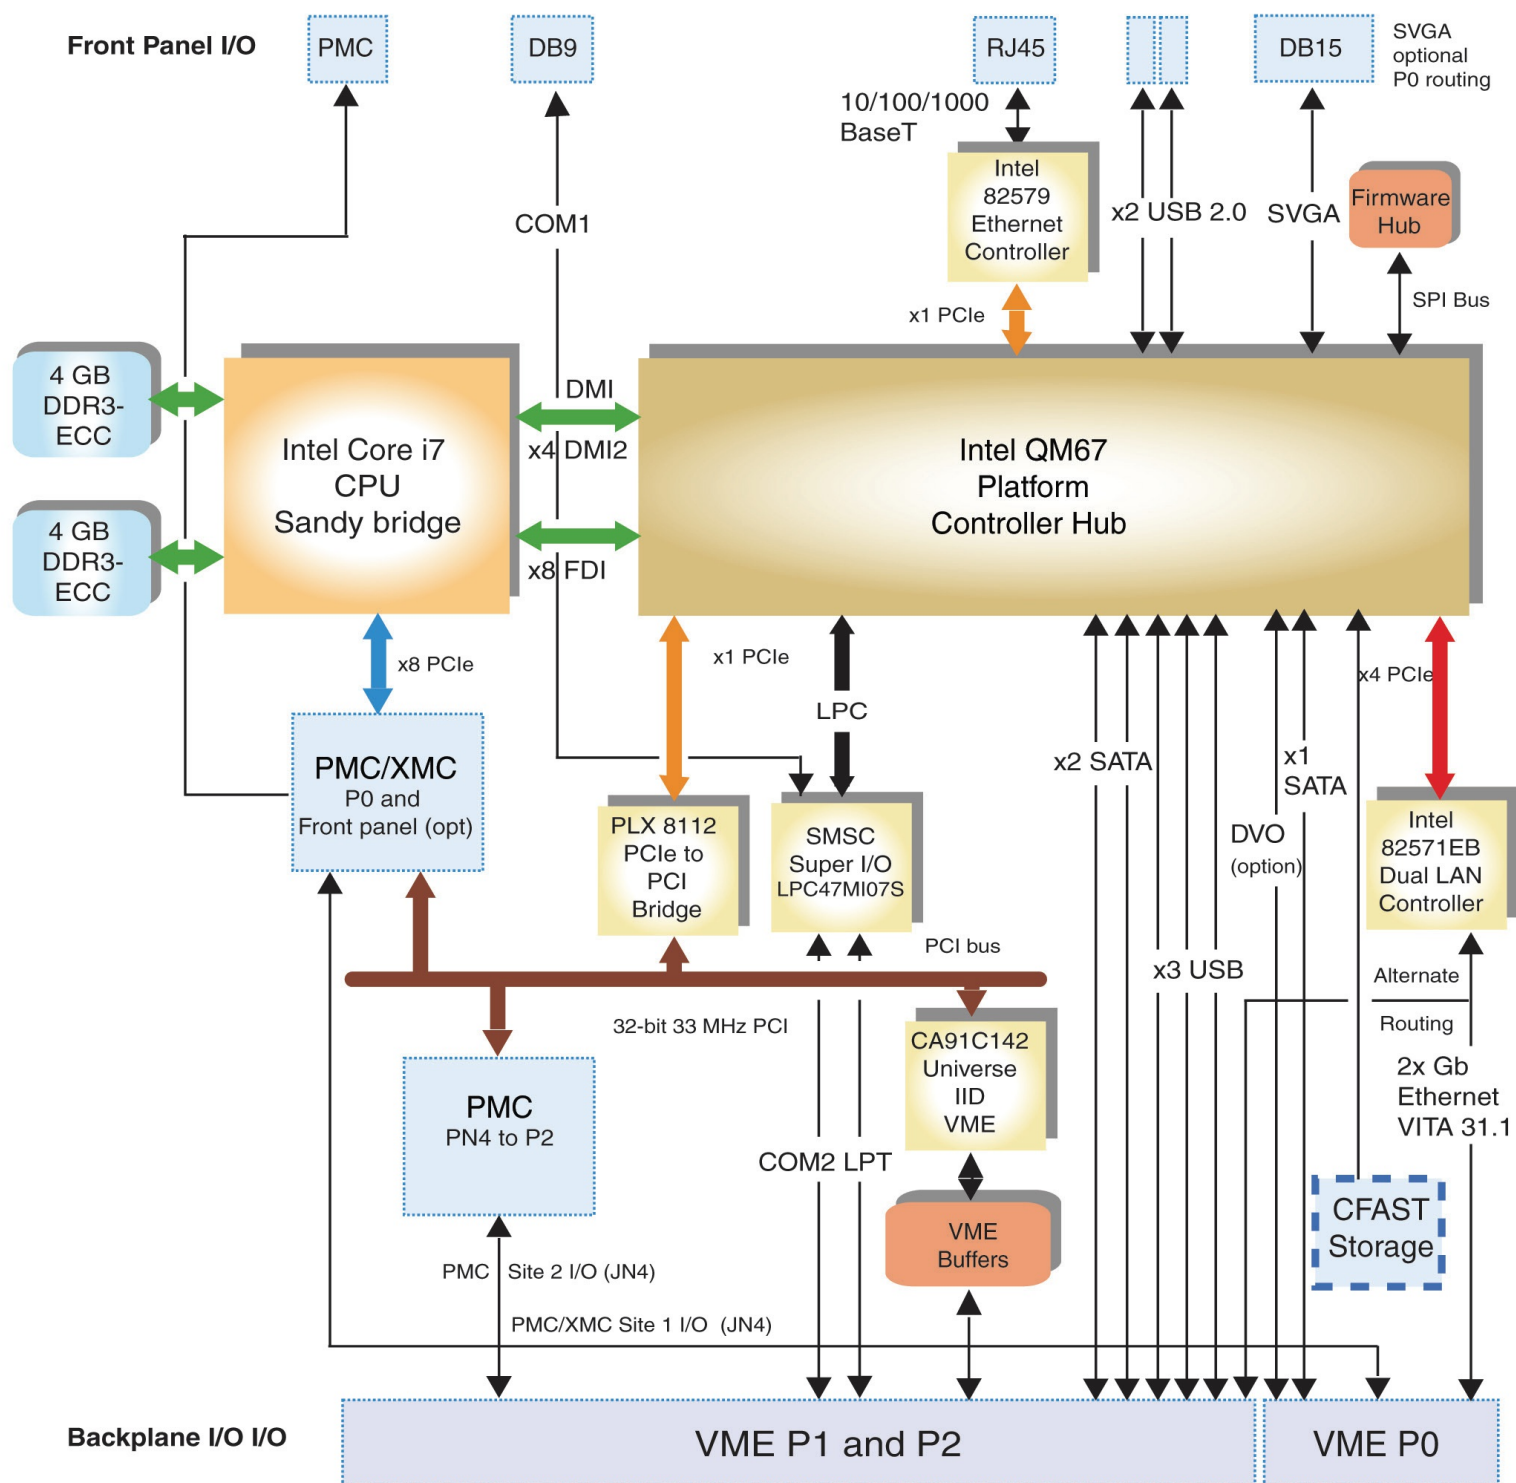 Front Panel I/O
PMC
DB9
RJ45
DB15
SVGA
optional
P0 routing
10/100/1000
BaseT
Intel
82579
Ethernet
Controller
COM1
x2 USB 2.0
SVGA
Firmware
Hub
x1 PCIe
SPI Bus
4 GB
DDR3-
ECC
DMI
x4 DMI2
Intel Core i7
CPU
Sandy bridge
Intel QM67
Platform
Controller Hub
4 GB
DDR3-
ECC
x8 FDI
x8 PCIe
x1 PCIe
LPC
x4 PCIe
PMC/XMC
P0 and
Front panel (opt)
x2 SATA
x1
SATA
PLX 8112
PCIe to
PCI
Bridge
SMSC
Super I/O
LPC47MI07S
DVO
(option)
Intel
82571EB
Dual LAN
Controller
PCI bus
x3 USB
Alternate
Routing
32-bit 33 MHz PCI
CA91C142
Universe
IID
VME
2x Gb
Ethernet
VITA 31.1
PMC
PN4 to P2
COM2 LPT
CFAST
Storage
VME
Buffers
PMC Site 2 I/O (JN4)
PMC/XMC Site 1 I/O (JN4)
Backplane I/O I/O
VME P1 and P2
VME P0